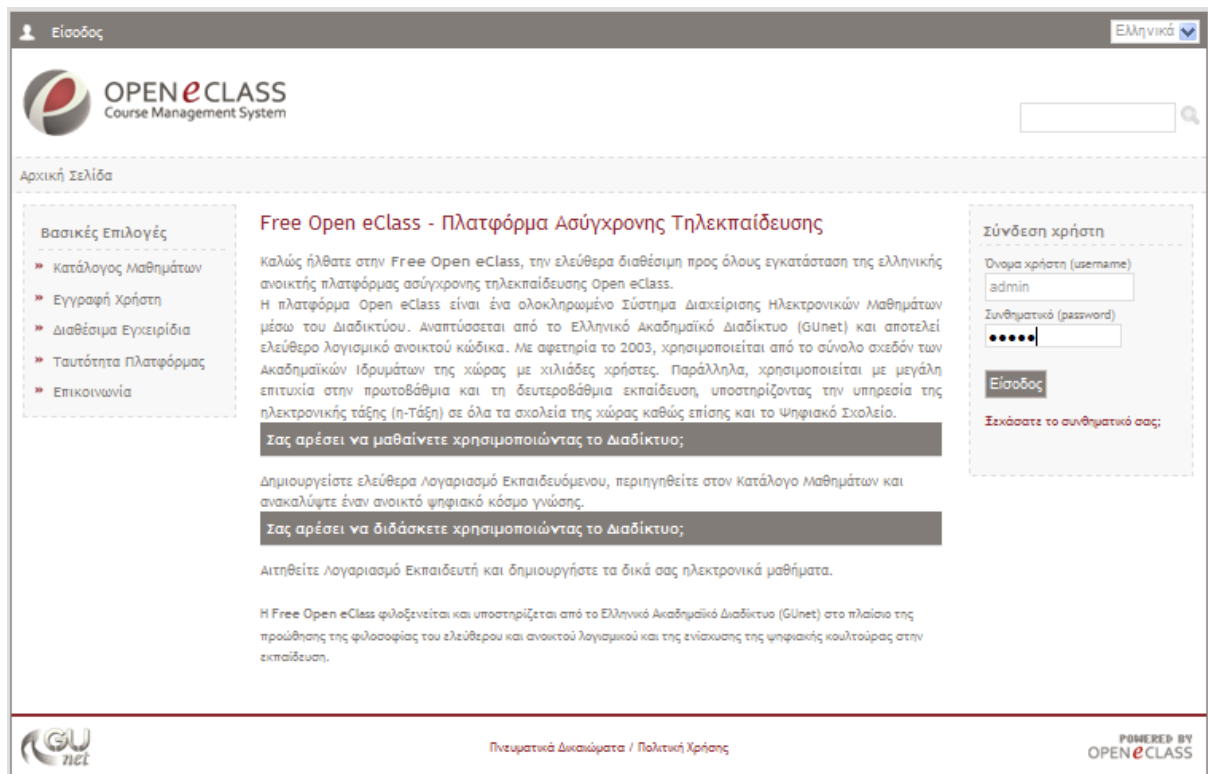 Είσοδος
Ελληνικά
OPEN eCLASS
Course Management System
Αρχική Σελίδα
Βασικές Επιλογές
» Κατάλογος Μαθημάτων
» Εγγραφή Χρήστη
» Διαθέσιμα Εγχειρίδια
» Ταυτότητα Πλατφόρμας
» Επικοινωνία
Free Open eClass - Πλατφόρμα Ασύγχρονης Τηλεκπαίδευσης
Καλώς ήλθατε στην Free Open eClass, την ελεύθερα διαθέσιμη προς όλους εγκατάσταση της ελληνικής
ανοικτής πλατφόρμας ασύγχρονης τηλεκπαίδευσης Open eClass.
Η πλατφόρμα Open eClass είναι ένα ολοκληρωμένο Σύστημα Διαχείρισης Ηλεκτρονικών Μαθημάτων
μέσω του Διαδικτύου. Αναπτύσσεται από το Ελληνικό Ακαδημαϊκό Διαδίκτυο (GUnet) και αποτελεί
ελεύθερο λογισμικό ανοικτού κώδικα. Με αφετηρία το 2003, χρησιμοποιείται από το σύνολο σχεδόν των
Ακαδημαϊκών Ιδρυμάτων της χώρας με χιλιάδες χρήστες. Παράλληλα, χρησιμοποιείται με μεγάλη
επιτυχία στην πρωτοβάθμια και τη δευτεροβάθμια εκπαίδευση, υποστηρίζοντας την υπηρεσία της
ηλεκτρονικής τάξης (η-Τάξη) σε όλα τα σχολεία της χώρας καθώς επίσης και το Ψηφιακό Σχολείο.
Σας αρέσει να μαθαίνετε χρησιμοποιώντας το Διαδίκτυο;
Δημιουργείστε ελεύθερα Λογαριασμό Εκπαιδευόμενου, περιηγηθείτε στον Κατάλογο Μαθημάτων και
ανακαλύψτε έναν ανοικτό ψηφιακό κόσμο γνώσης.
Σας αρέσει να διδάσκετε χρησιμοποιώντας το Διαδίκτυο;
Αιτηθείτε Λογαριασμό Εκπαιδευτή και δημιουργήστε τα δικά σας ηλεκτρονικά μαθήματα.
Η Free Open eClass φιλοξενείται και υποστηρίζεται από το Ελληνικό Ακαδημαϊκό Διαδίκτυο (GUnet) στο πλαίσιο της
προώθησης της φιλοσοφίας του ελεύθερου και ανοικτού λογισμικού και της ενίσχυσης της ψηφιακής κουλτούρας στην
εκπαίδευση.
Σύνδεση χρήστη
Όνομα χρήστη (username)
admin
Συνθηματικό (password)
●●●●●
Είσοδος
Ξεχάσατε το συνθηματικό σας;
GU
net
Πνευματικά Δικαιώματα / Πολιτική Χρήσης
POWERED BY
OPEN eCLASS